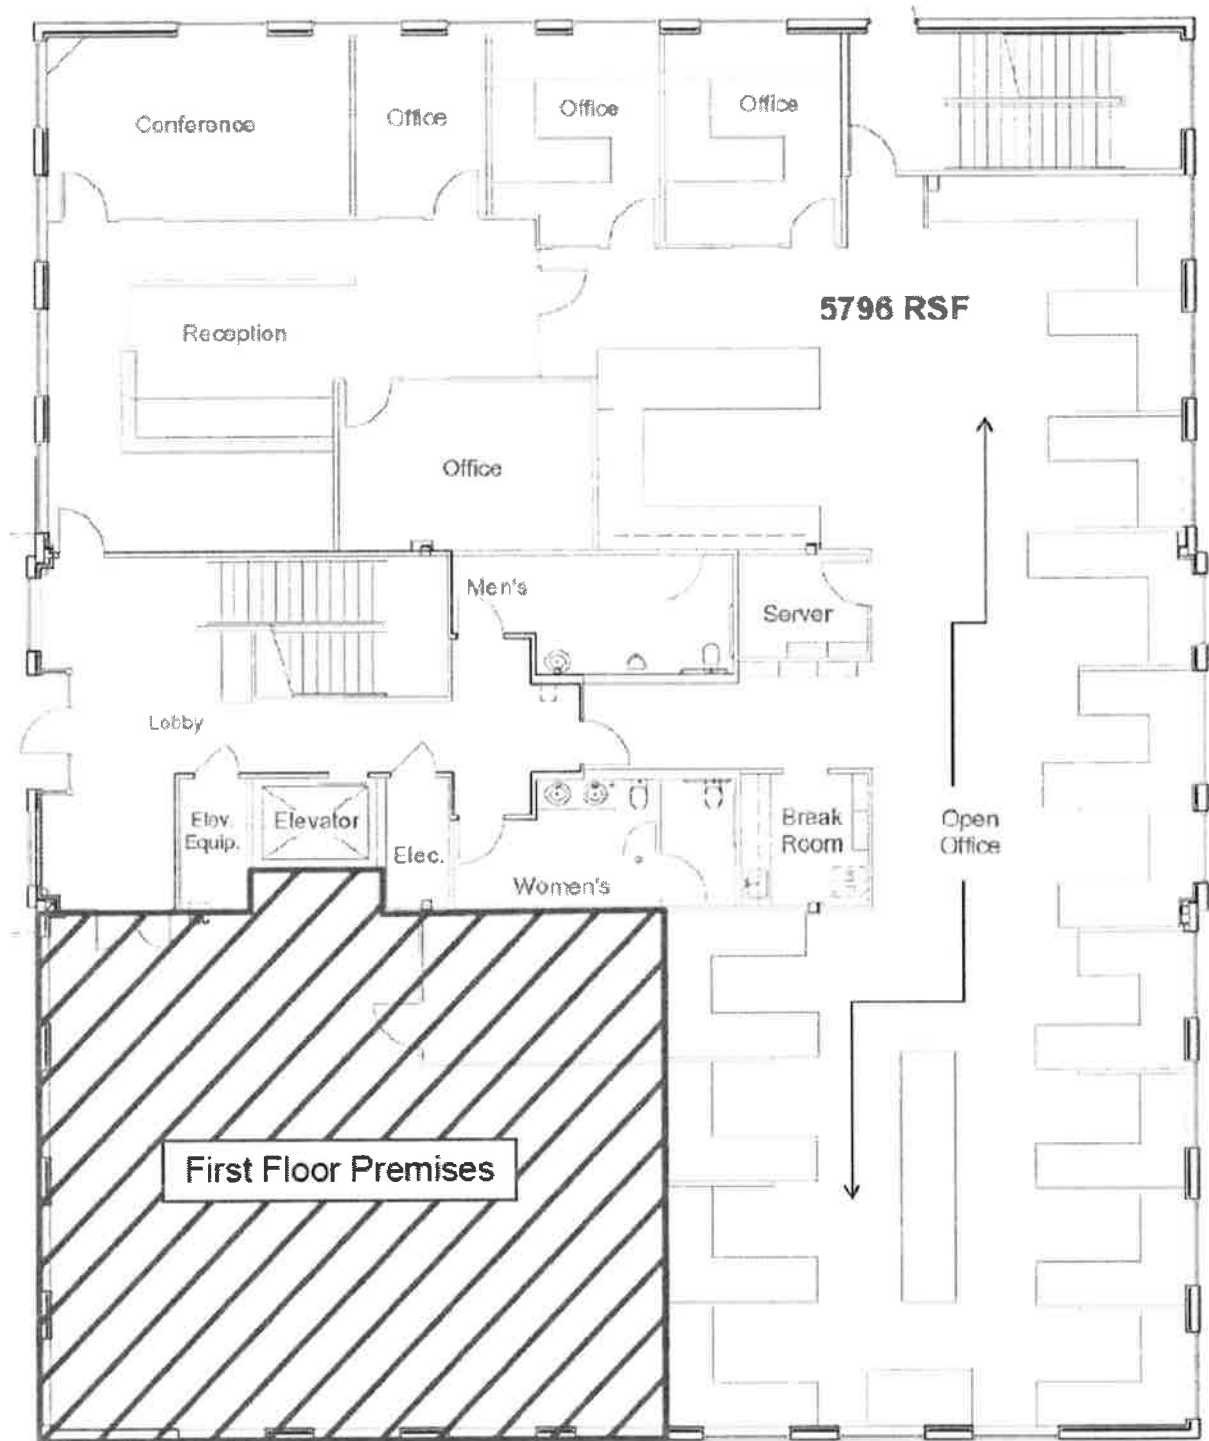 Conference
Office
Office
Office
5796 RSF
Reception
Office
Men's
Server
Lobby
Elev.
Equip.
Elevator
Elec.
Women's
Break
Room
Open
Office
First Floor Premises